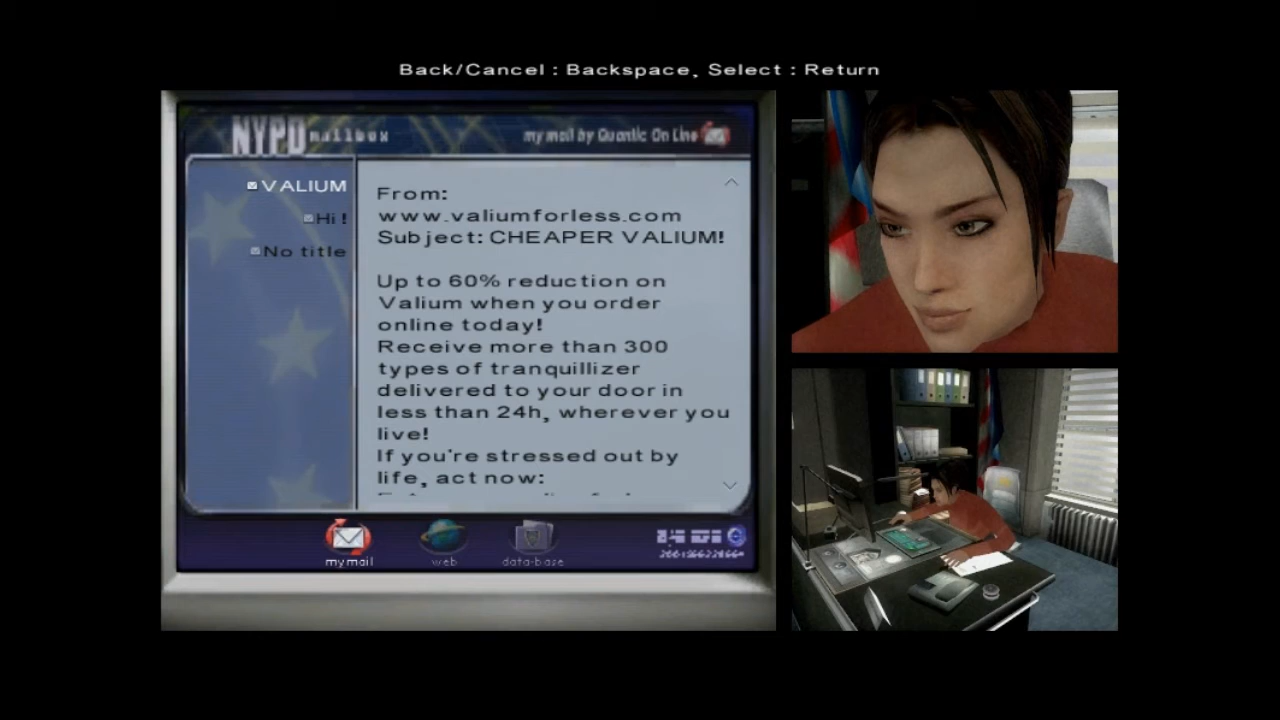 Back/Cancel : Backspace, Select : Return
NYPD mailbox
my mail by Quantic On Line
VALIUM
Hi !
No title
From:
www.valiumforless.com
Subject: CHEAPER VALIUM!
Up to 60% reduction on
Valium when you order
online today!
Receive more than 300
types of tranquillizer
delivered to your door in
less than 24h, wherever you
live!
If you're stressed out by
life, act now:
my mail
web
data-base